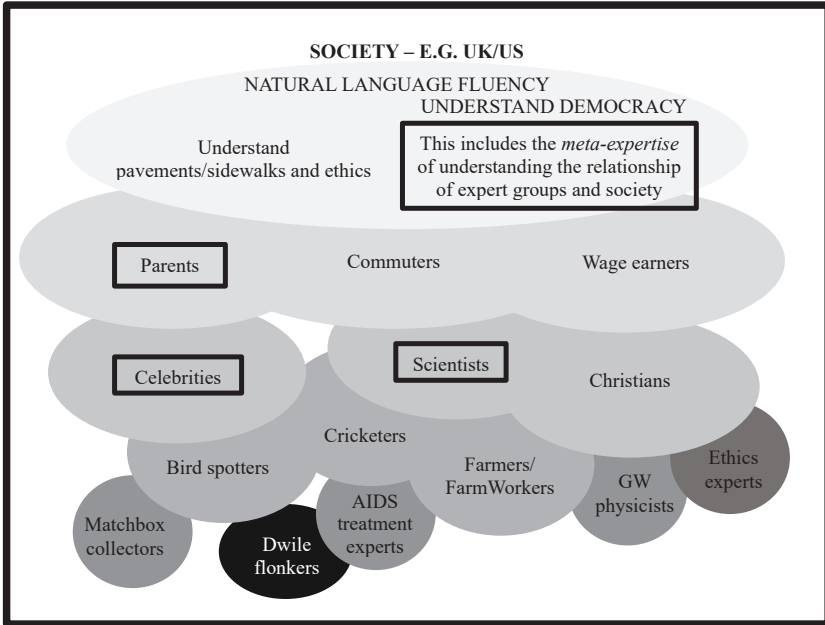 SOCIETY – E.G. UK/US
NATURAL LANGUAGE FLUENCY
UNDERSTAND DEMOCRACY
Understand
pavements/sidewalks and ethics
This includes the meta-expertise
of understanding the relationship
of expert groups and society
Parents
Commuters
Wage earners
Celebrities
Scientists
Christians
Bird spotters
Cricketers
Farmers/
FarmWorkers
GW
physicists
Ethics
experts
Matchbox
collectors
Dwile
flonkers
AIDS
treatment
experts